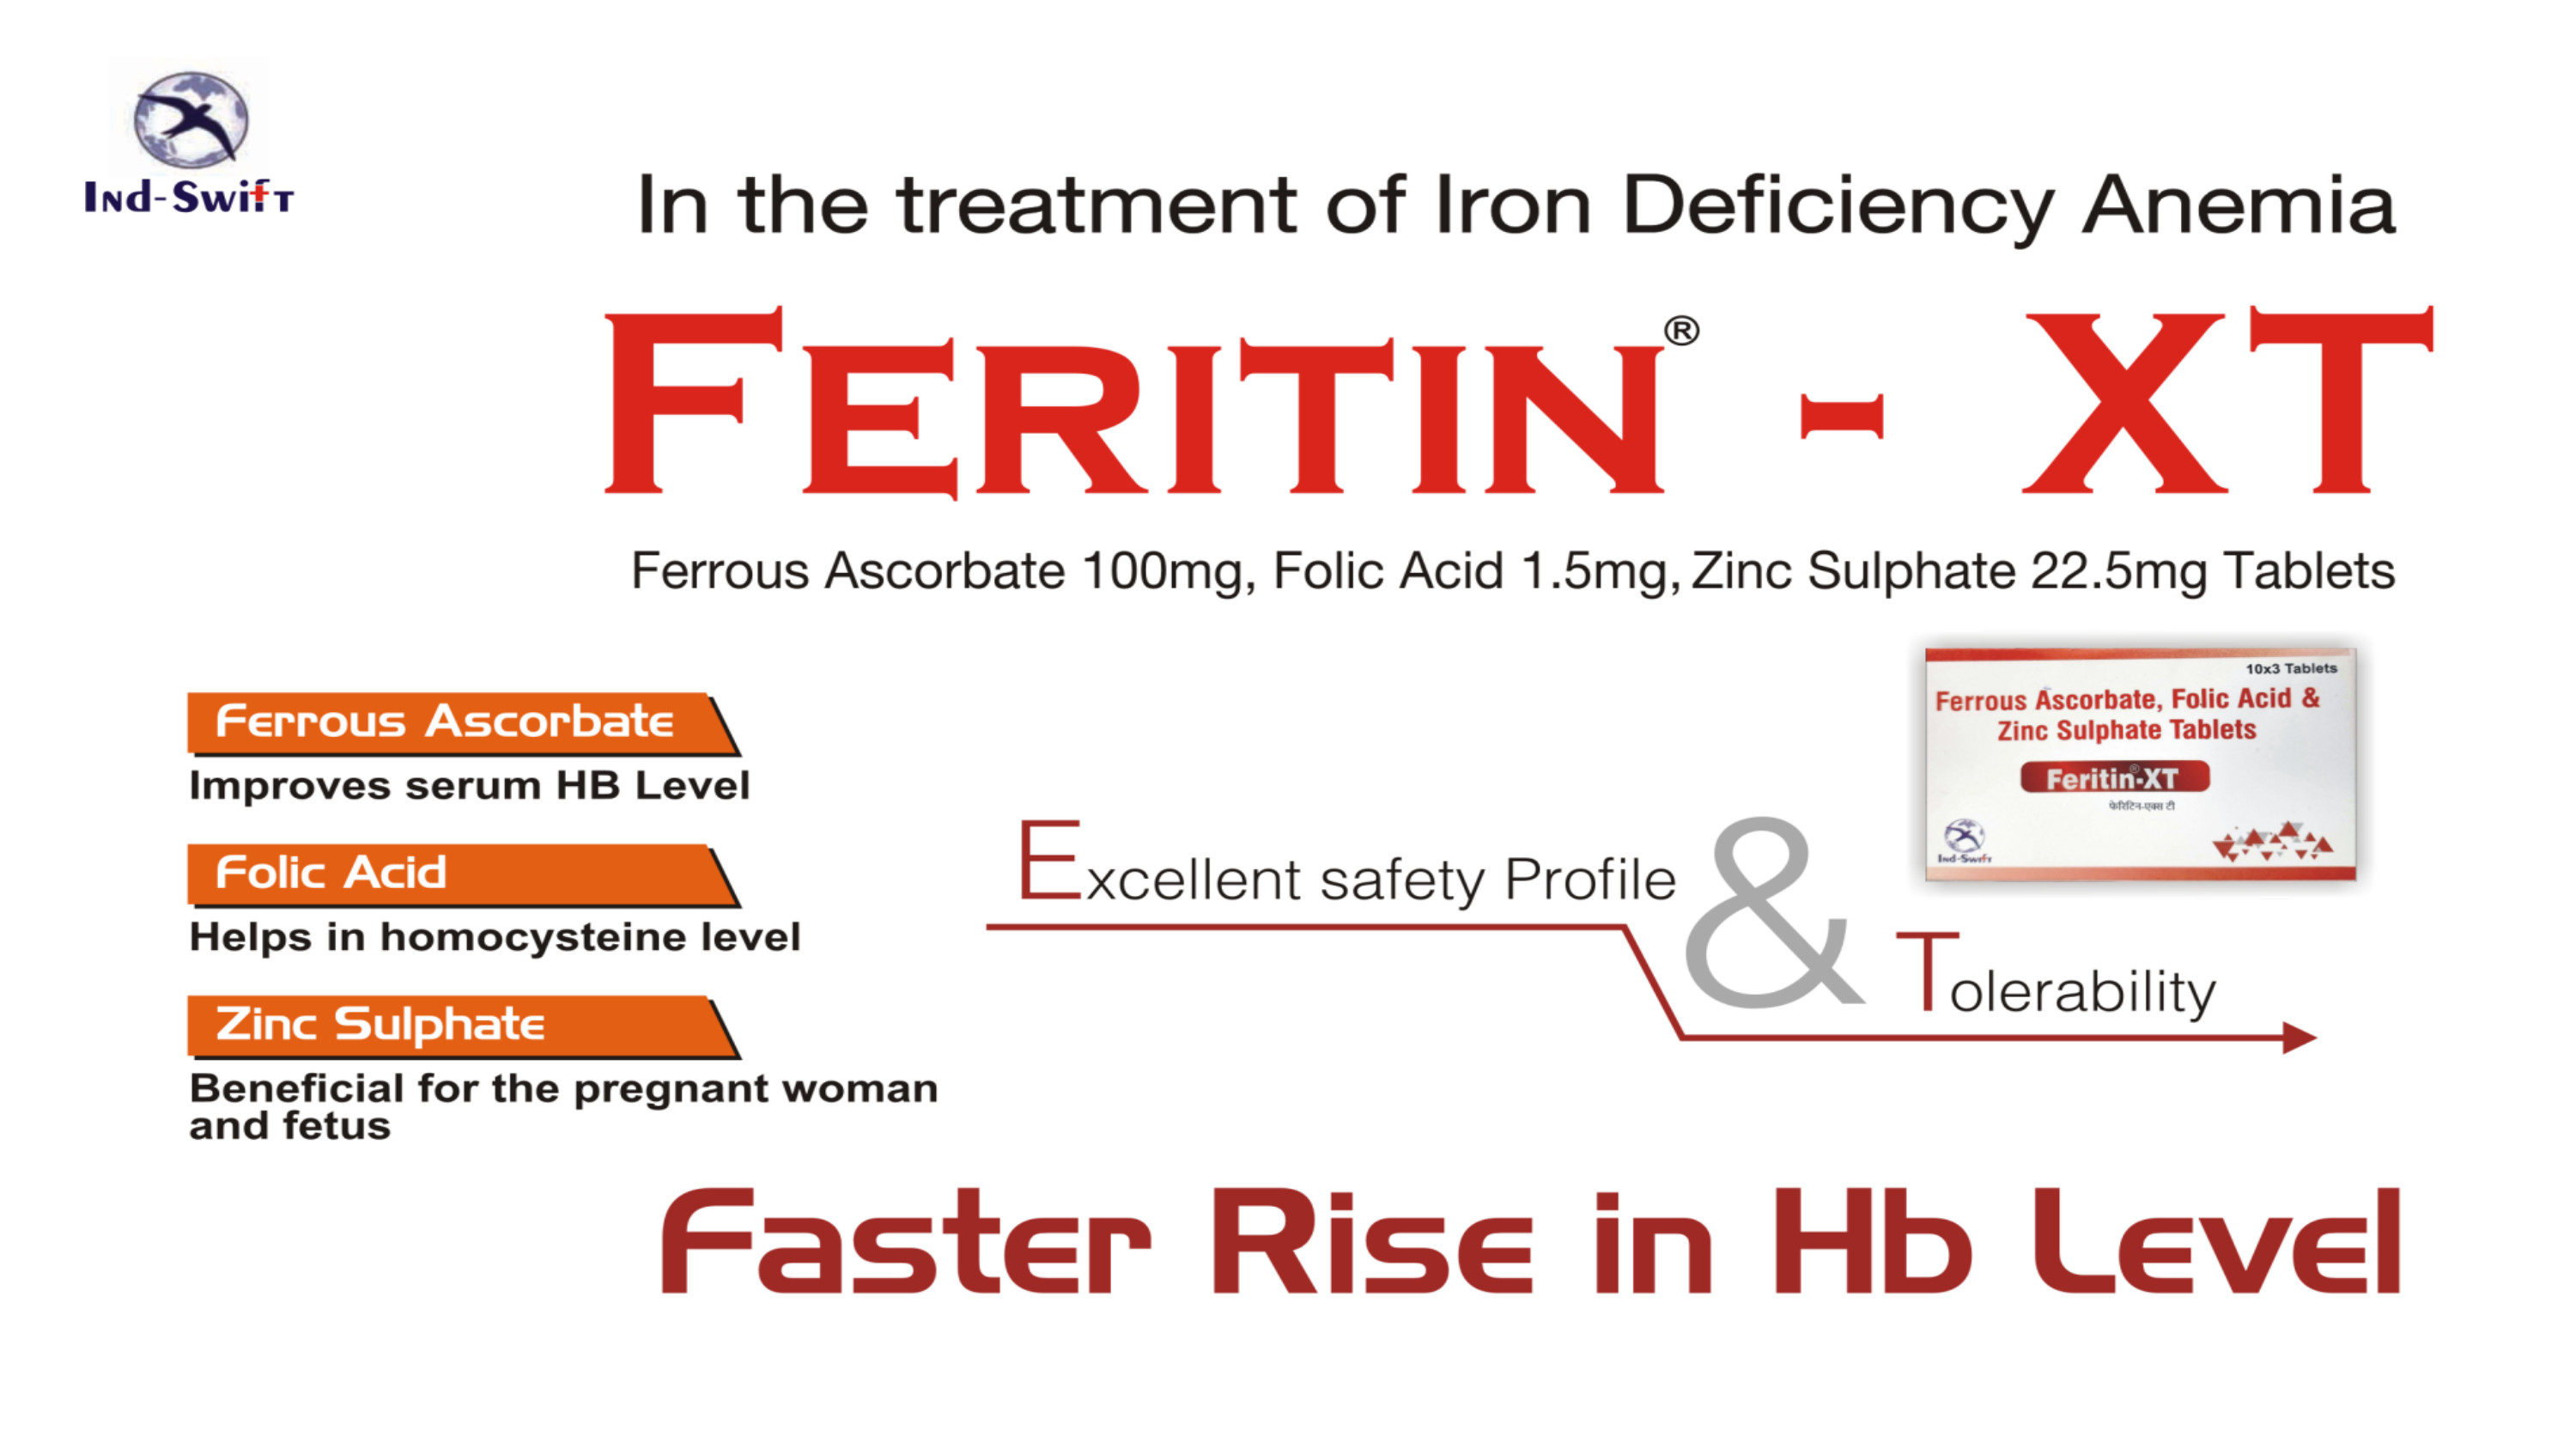 Ind-Swift
In the treatment of Iron Deficiency Anemia
FERITIN® - XT
Ferrous Ascorbate 100mg, Folic Acid 1.5mg, Zinc Sulphate 22.5mg Tablets
Ferrous Ascorbate
Improves serum HB Level
Folic Acid
Helps in homocysteine level
Zinc Sulphate
Beneficial for the pregnant woman
and fetus
10x3 Tablets
Ferrous Ascorbate, Folic Acid &
Zinc Sulphate Tablets
Feritin®-XT
फेरिटिन-एक्स टी
Ind-Swift
Excellent safety Profile
&
Tolerability
Faster Rise in Hb Level